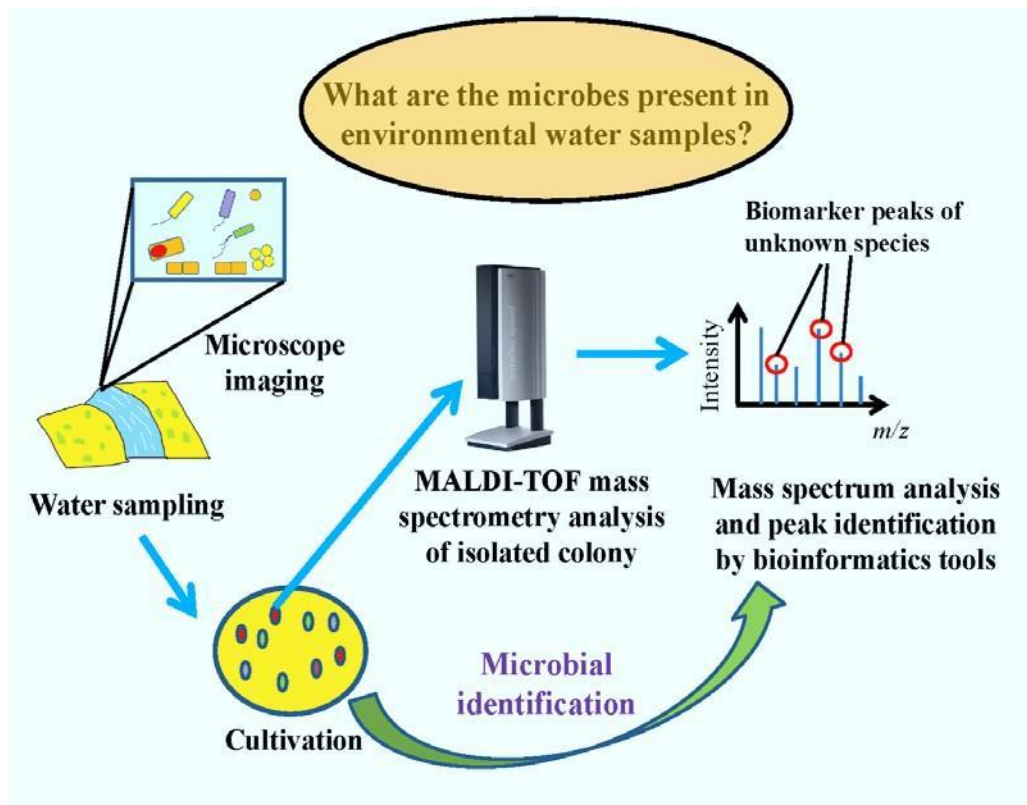 What are the microbes present in
environmental water samples?
Microscope
imaging
Water sampling
Cultivation
MALDI-TOF mass
spectrometry analysis
of isolated colony
Biomarker peaks of
unknown species
Intensity
m/z
Mass spectrum analysis
and peak identification
by bioinformatics tools
Microbial
identification